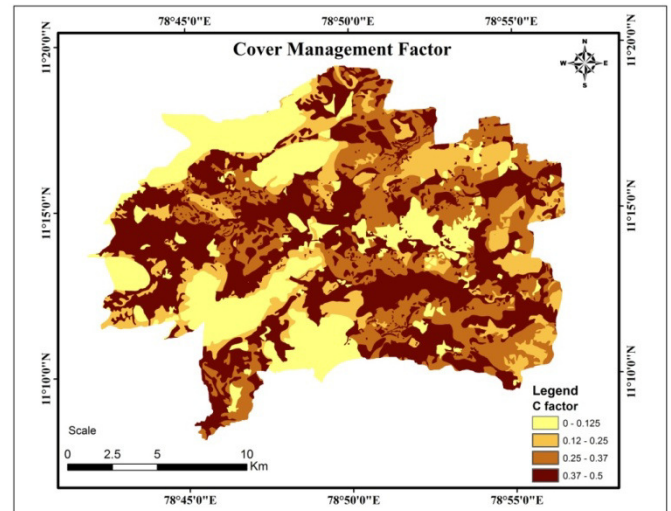 78°45'0"E 78°50'0"E 78°55'0"E
11°20'0"N 11°20'0"N
Cover Management Factor
N
W E
S
11°15'0"N 11°15'0"N
11°10'0"N 11°10'0"N
Legend
C factor
0 - 0.125
0.12 - 0.25
0.25 - 0.37
0.37 - 0.5
Scale
0 2.5 5 10
Km
78°45'0"E 78°50'0"E 78°55'0"E